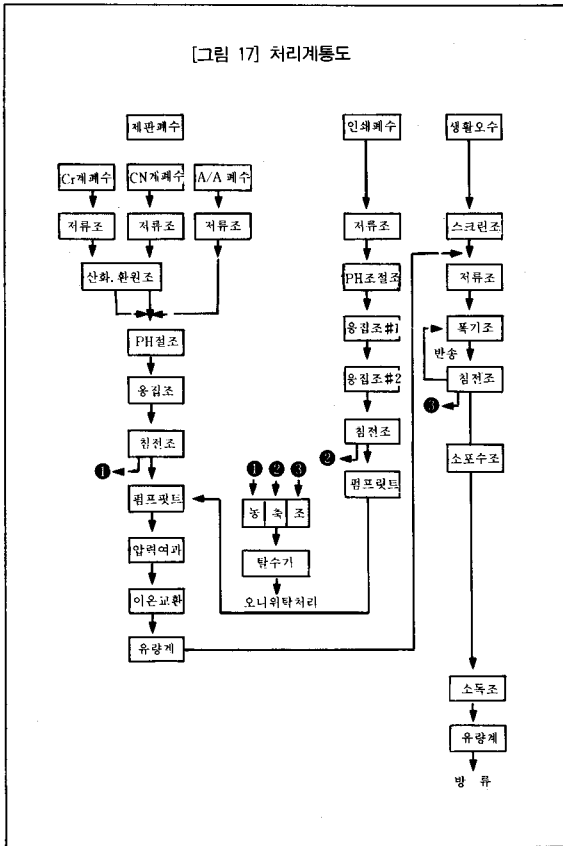 [그림 17] 처리계통도
제판폐수
Cr계폐수
CN계폐수
A/A 폐수
저류조
저류조
저류조
산화.환원조
PH절조
응집조
침전조
❶
펌프핏트
압력여과
이온교환
유량계
❶ ❷ ❸
농 축 조
탈수기
오니위탁처리
인쇄폐수
저류조
PH조절조
응집조#1
응집조#2
침전조
❷
펌프핏트
생활오수
스크린조
저류조
폭기조
반송
침전조
❸
소포수조
소독조
유량계
방 류